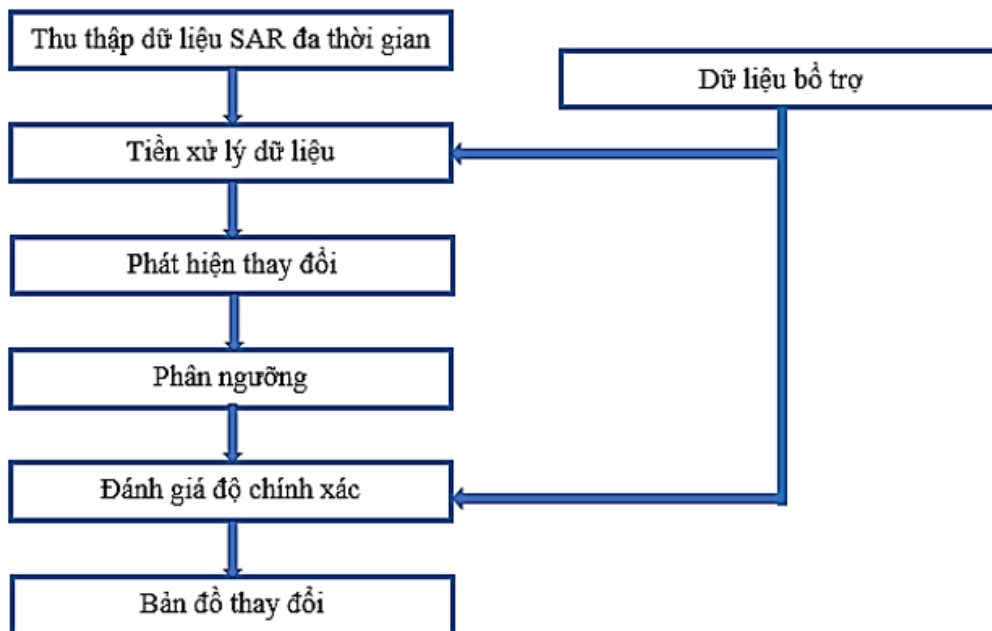 Thu thập dữ liệu SAR đa thời gian
Dữ liệu bổ trợ
Tiền xử lý dữ liệu
Phát hiện thay đổi
Phân ngưỡng
Đánh giá độ chính xác
Bản đồ thay đổi